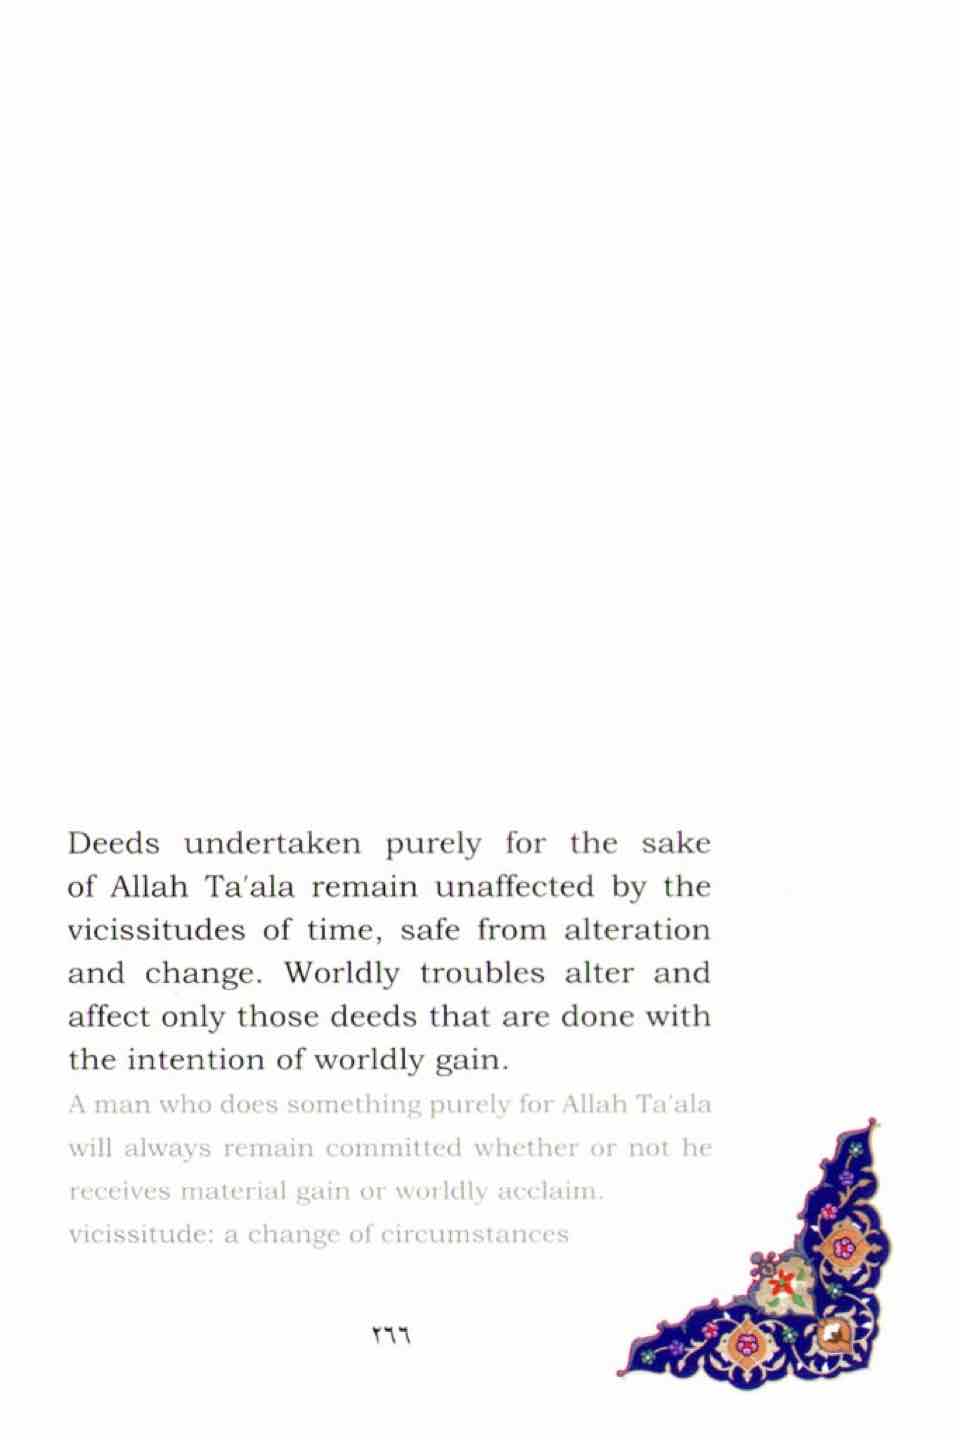 Deeds undertaken purely for the sake
of Allah Ta'ala remain unaffected by the
vicissitudes of time, safe from alteration
and change. Worldly troubles alter and
affect only those deeds that are done with
the intention of worldly gain.
A man who does something purely for Allah Ta'ala
will always remain committed whether or not he
receives material gain or worldly acclaim.
vicissitude: a change of circumstances
٢٦٦